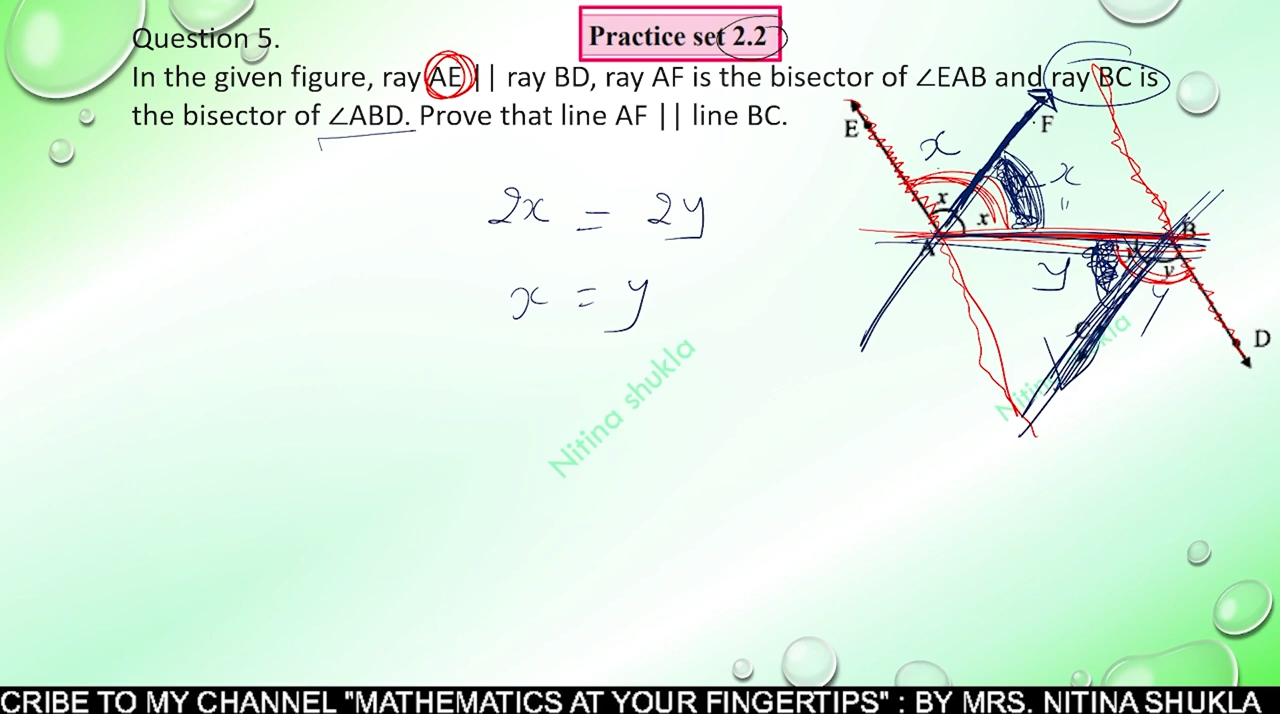 Question 5.
Practice set 2.2
In the given figure, ray AE || ray BD, ray AF is the bisector of ∠EAB and ray BC is
the bisector of ∠ABD. Prove that line AF || line BC.
2x = 2y
x = y
E
F
x
x
x
x
A
B
y
y
y
C
D
Nitina shukla
CRIBE TO MY CHANNEL "MATHEMATICS AT YOUR FINGERTIPS" : BY MRS. NITINA SHUKLA